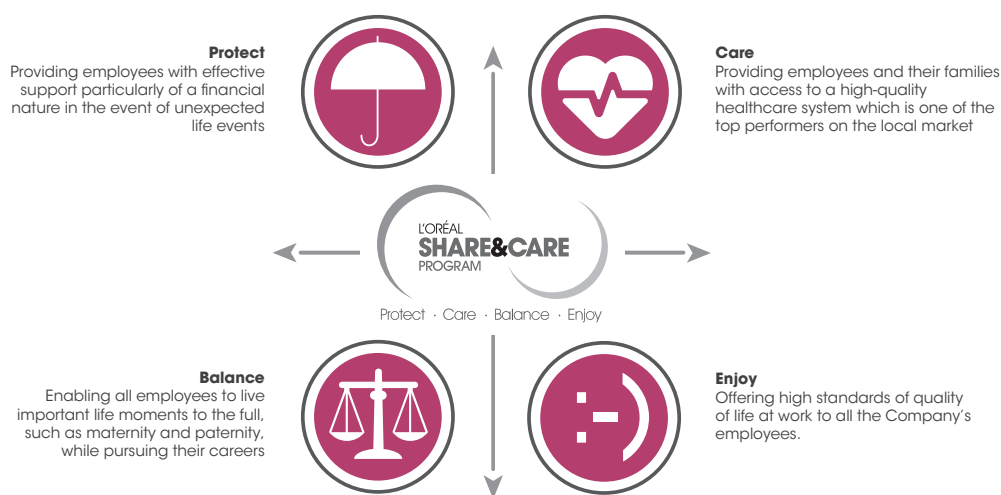 Protect
Providing employees with effective
support particularly of a financial
nature in the event of unexpected
life events
Care
Providing employees and their families
with access to a high-quality
healthcare system which is one of the
top performers on the local market
L'ORÉAL
SHARE&CARE
PROGRAM
Protect · Care · Balance · Enjoy
Balance
Enabling all employees to live
important life moments to the full,
such as maternity and paternity,
while pursuing their careers
Enjoy
Offering high standards of quality
of life at work to all the Company's
employees.